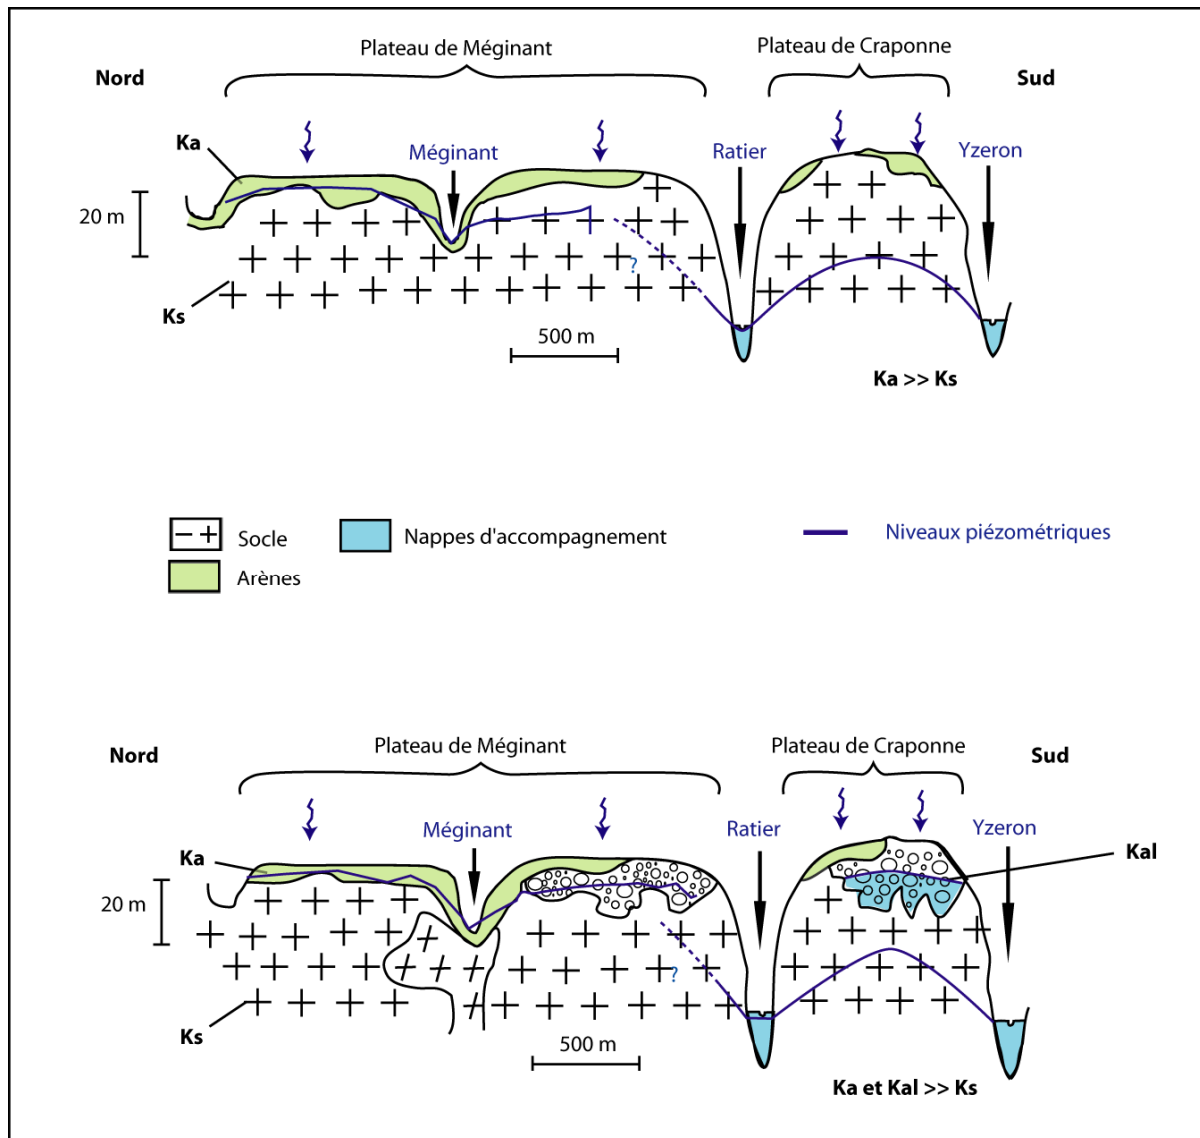 Plateau de Méginant
Plateau de Craponne
Nord
Sud
Ka
Méginant
Ratier
Yzeron
20 m
?
Ks
500 m
Ka >> Ks
Socle
Nappes d'accompagnement
Niveaux piézométriques
Arènes
Plateau de Méginant
Plateau de Craponne
Nord
Sud
Méginant
Ratier
Yzeron
Ka
Kal
20 m
?
Ks
500 m
Ka et Kal >> Ks